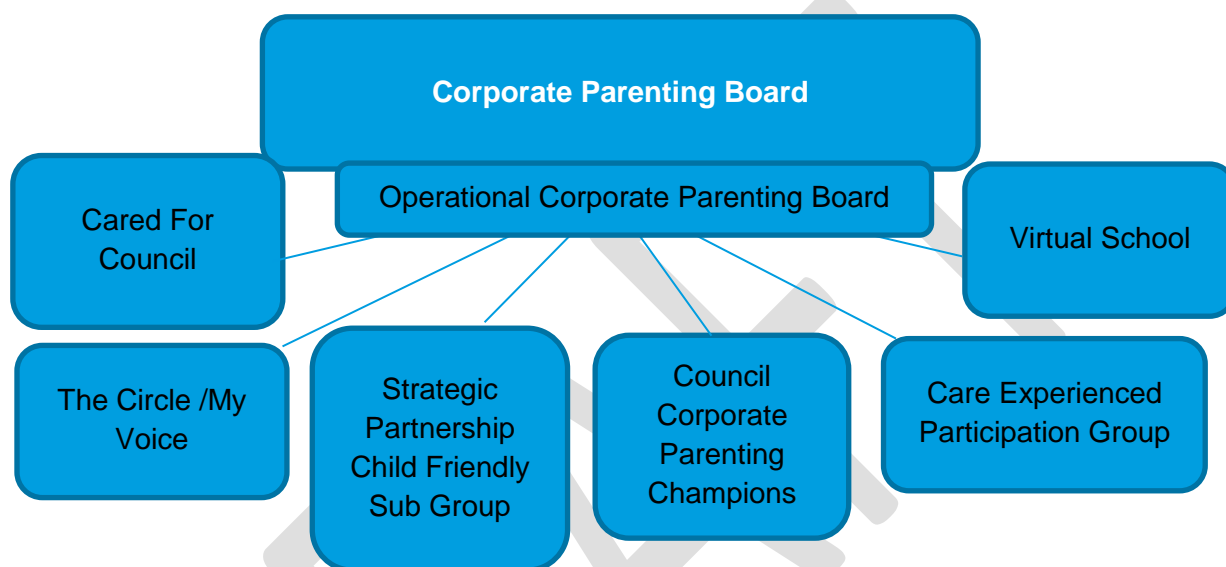 Corporate Parenting Board
Operational Corporate Parenting Board
Cared For
Council
Virtual School
The Circle /My
Voice
Strategic
Partnership
Child Friendly
Sub Group
Council
Corporate
Parenting
Champions
Care Experienced
Participation Group